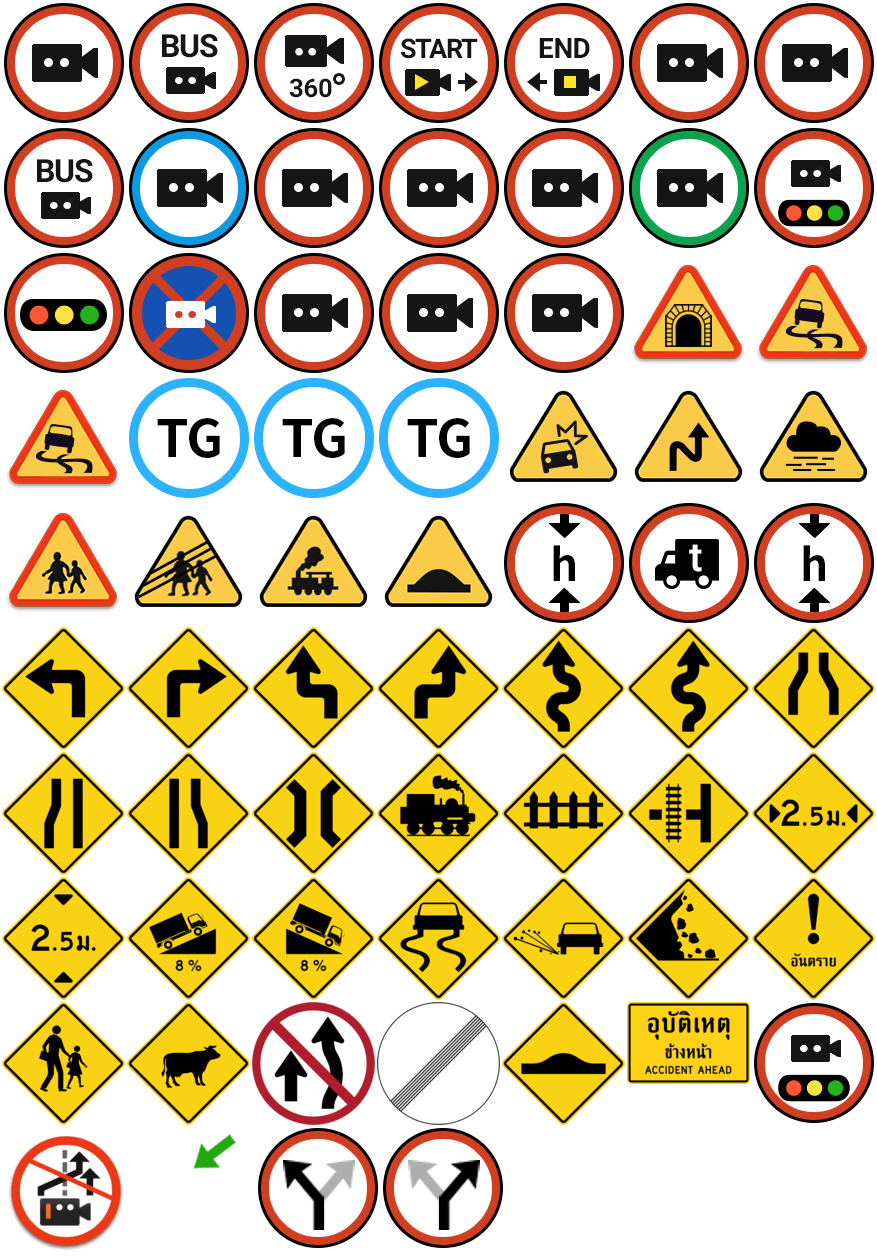 BUS
360°
START
END
BUS
TG
TG
TG
h
t
h
2.5ม.
2.5ม.
8 %
8 %
อันตราย
อุบัติเหตุ
ข้างหน้า
ACCIDENT AHEAD